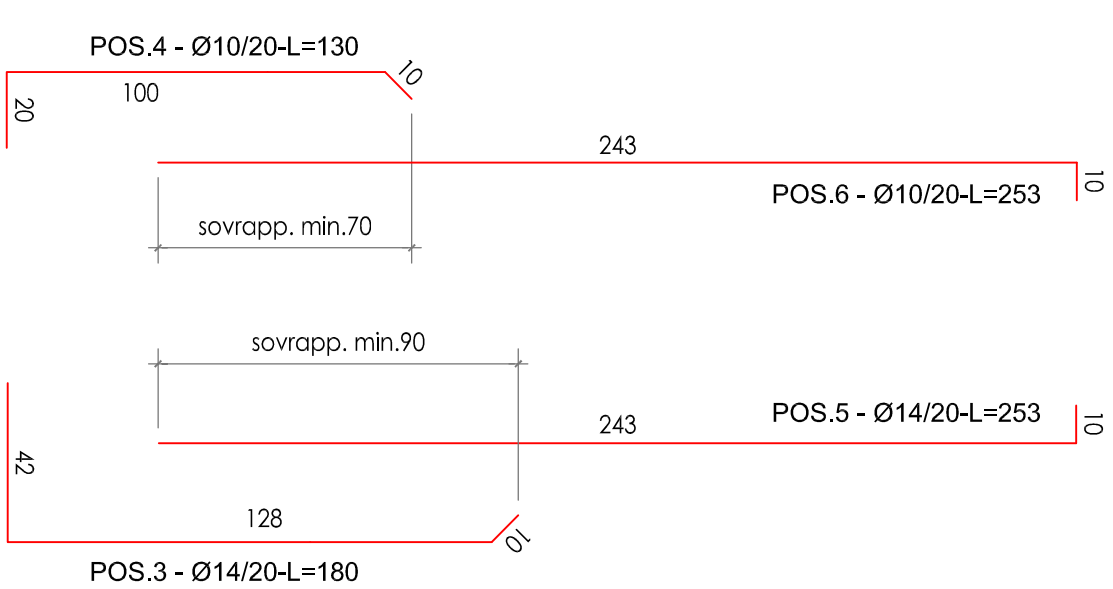 POS.4 - Ø10/20-L=130
10
100
20
243
10
POS.6 - Ø10/20-L=253
sovrapp. min.70
sovrapp. min.90
POS.5 - Ø14/20-L=253
10
243
42
128
10
POS.3 - Ø14/20-L=180